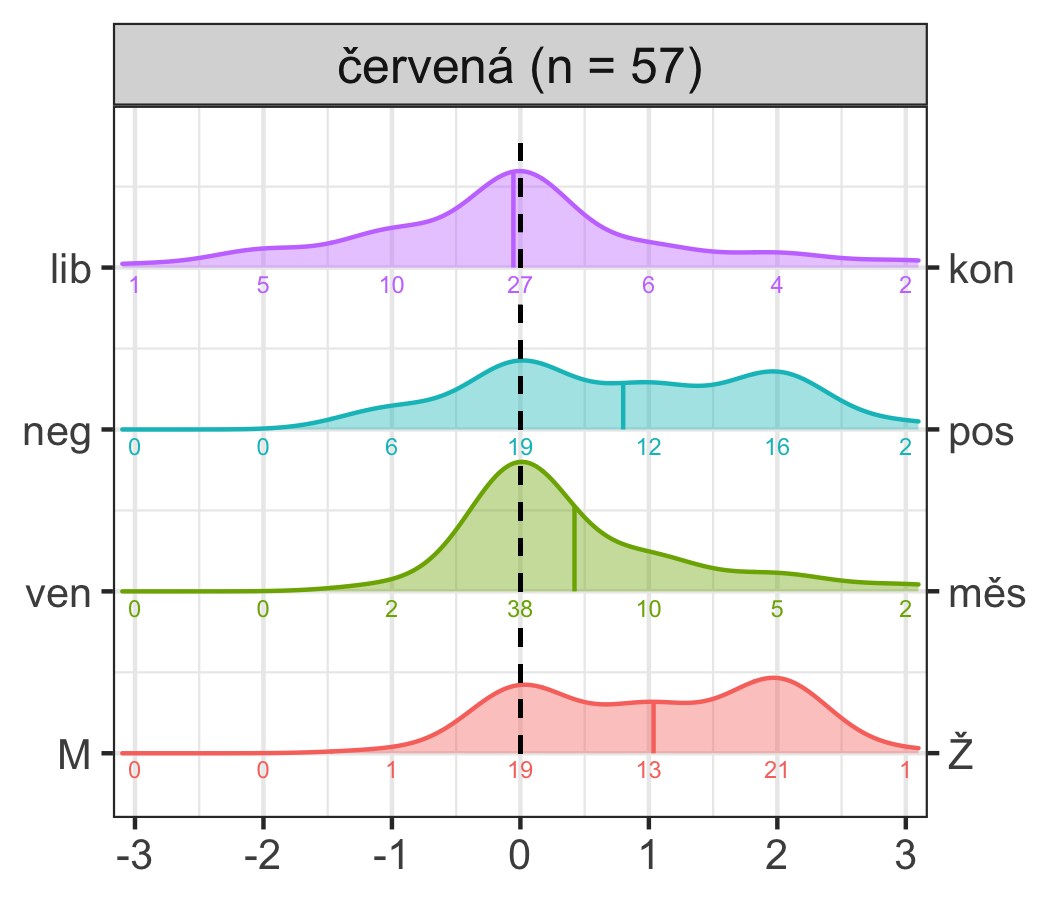 červená (n = 57)
lib kon
1 5 10 27 6 4 2
neg pos
0 0 6 19 12 16 2
ven měs
0 0 2 38 10 5 2
M Ž
0 0 1 19 13 21 1
-3 -2 -1 0 1 2 3